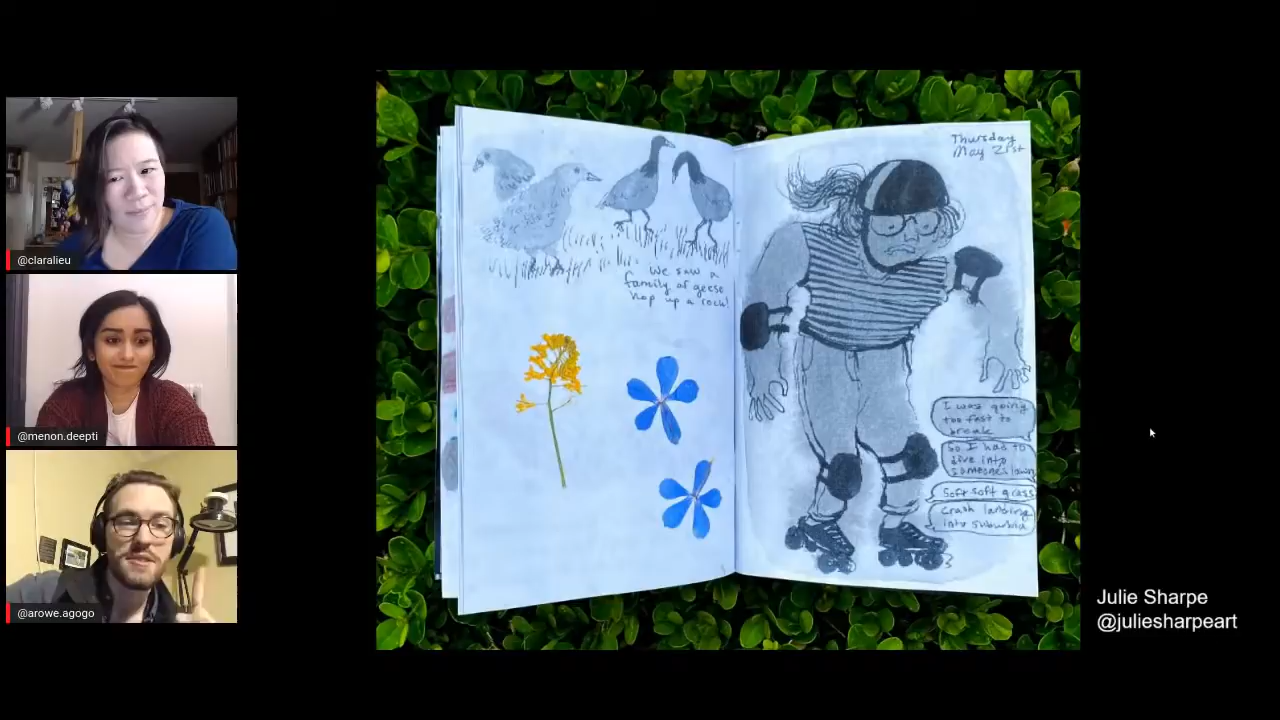 @claralieu
@menon.deepti
@arowe.agogo
We saw a
family of geese
hop up a rock!
Thursday
May 21st
I was going
too fast to
break
So I had to
dive into
someones lawn
Soft soft grass
Crash landing
into suburbia
Julie Sharpe
@juliesharpeart